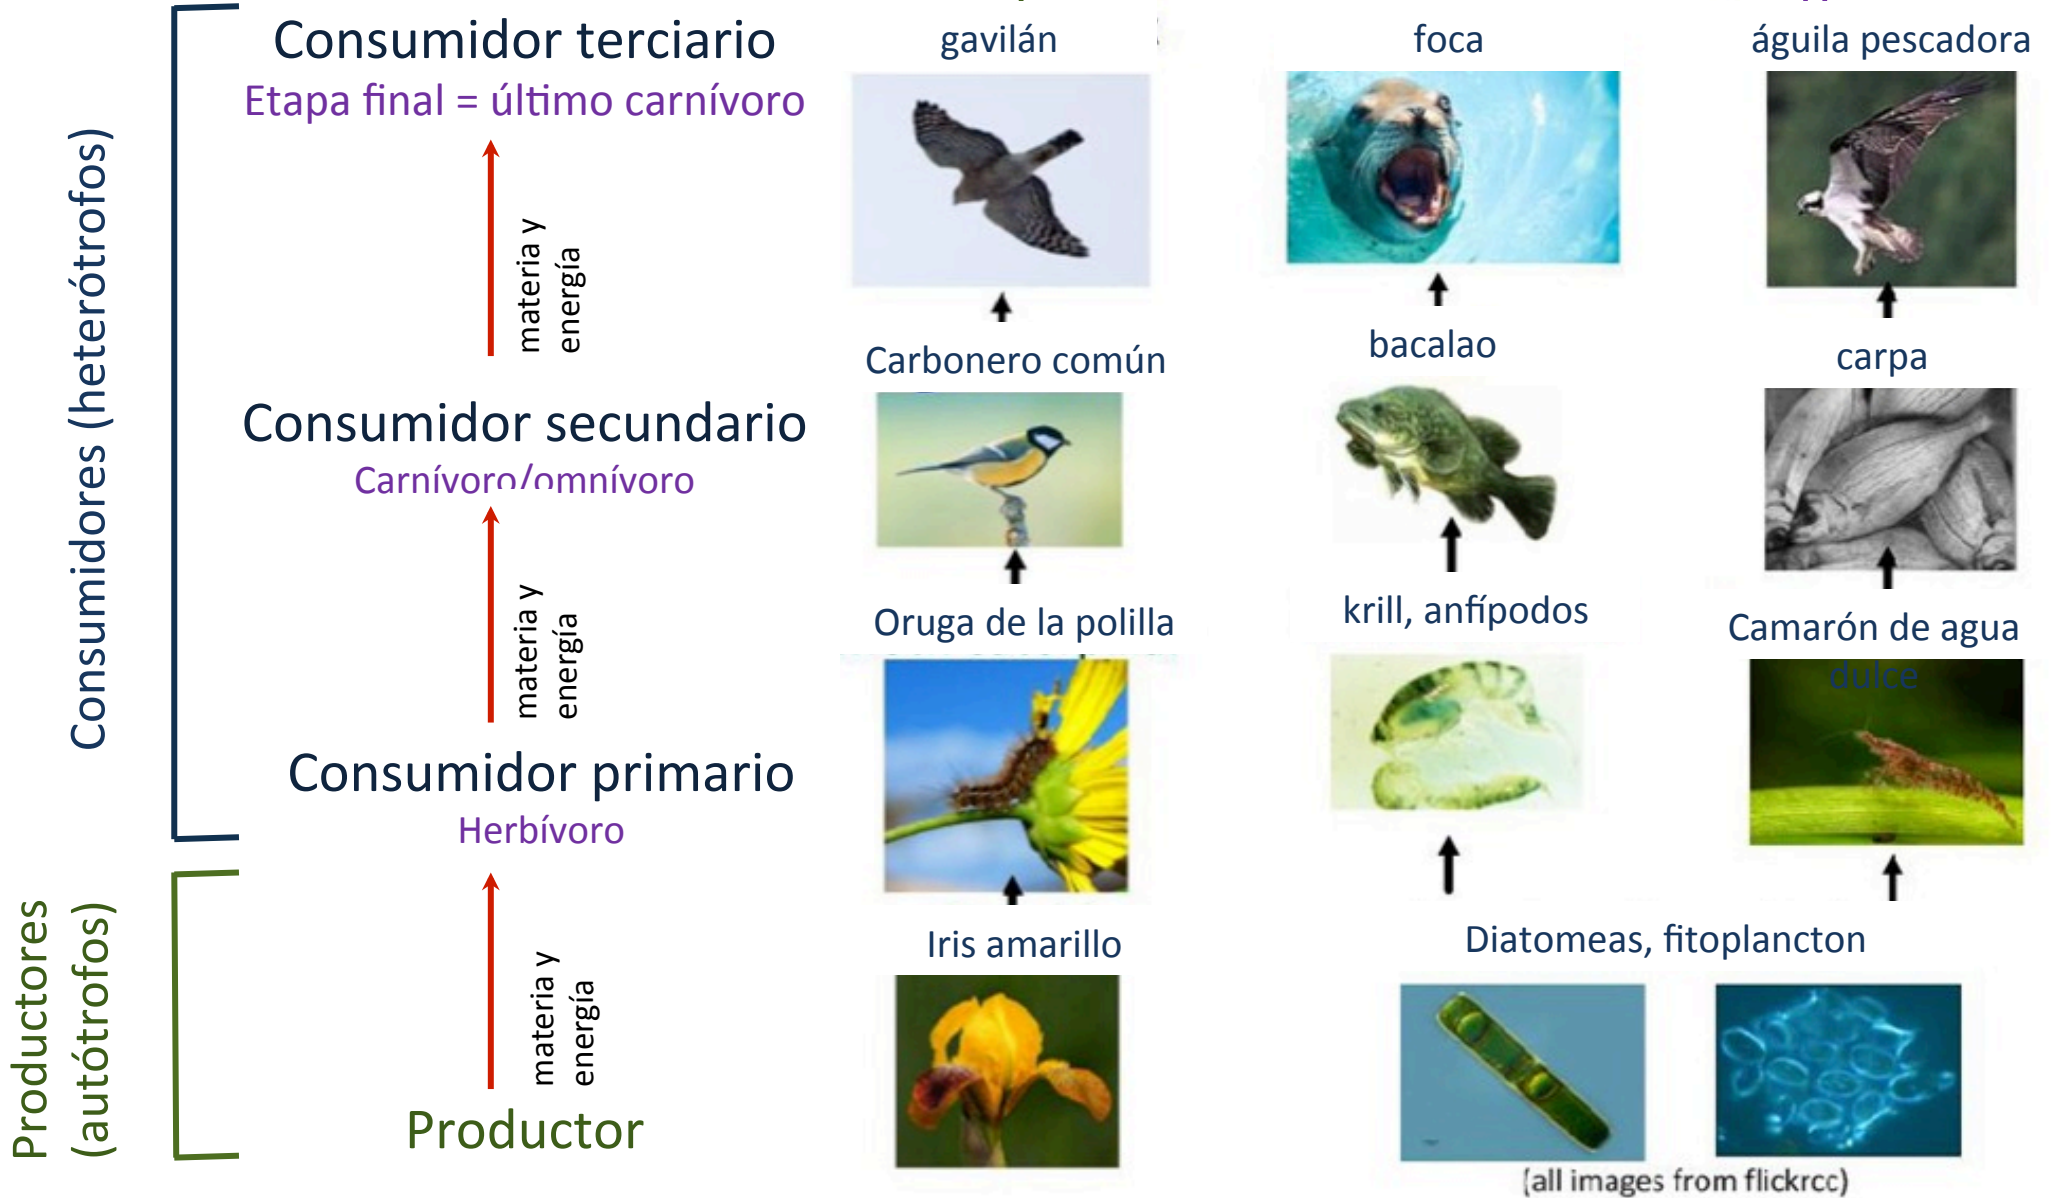 Consumidor terciario
Etapa final = último carnívoro
gavilán
foca
águila pescadora
Consumidores (heterótrofos)
materia y
energía
Carbonero común
bacalao
carpa
Consumidor secundario
Carnívoro/omnívoro
materia y
energía
Oruga de la polilla
krill, anfípodos
Camarón de agua
dulce
Consumidor primario
Herbívoro
Productores
(autótrofos)
materia y
energía
Iris amarillo
Diatomeas, fitoplancton
Productor
(all images from flickrcc)